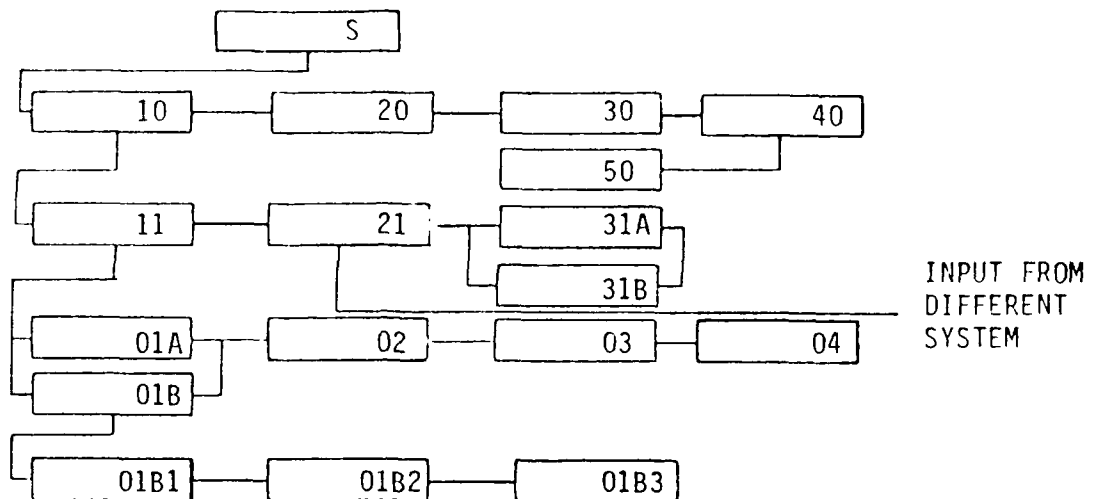 S
10 20 30 40
50
11 21 31A
31B
INPUT FROM
DIFFERENT
SYSTEM
01A 02 03 04
01B
01B1 01B2 01B3